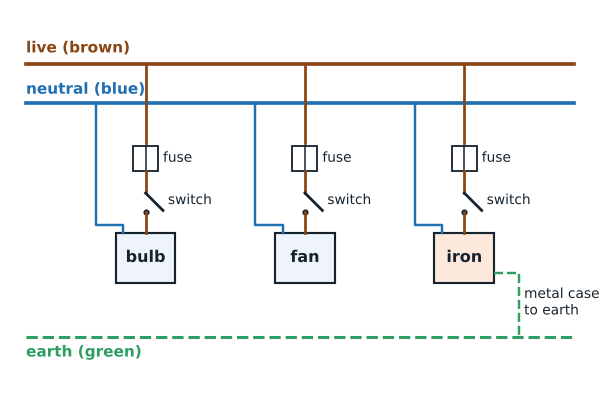 live (brown)
neutral (blue)
fuse
fuse
fuse
switch
switch
switch
bulb
fan
iron
metal case
to earth
earth (green)